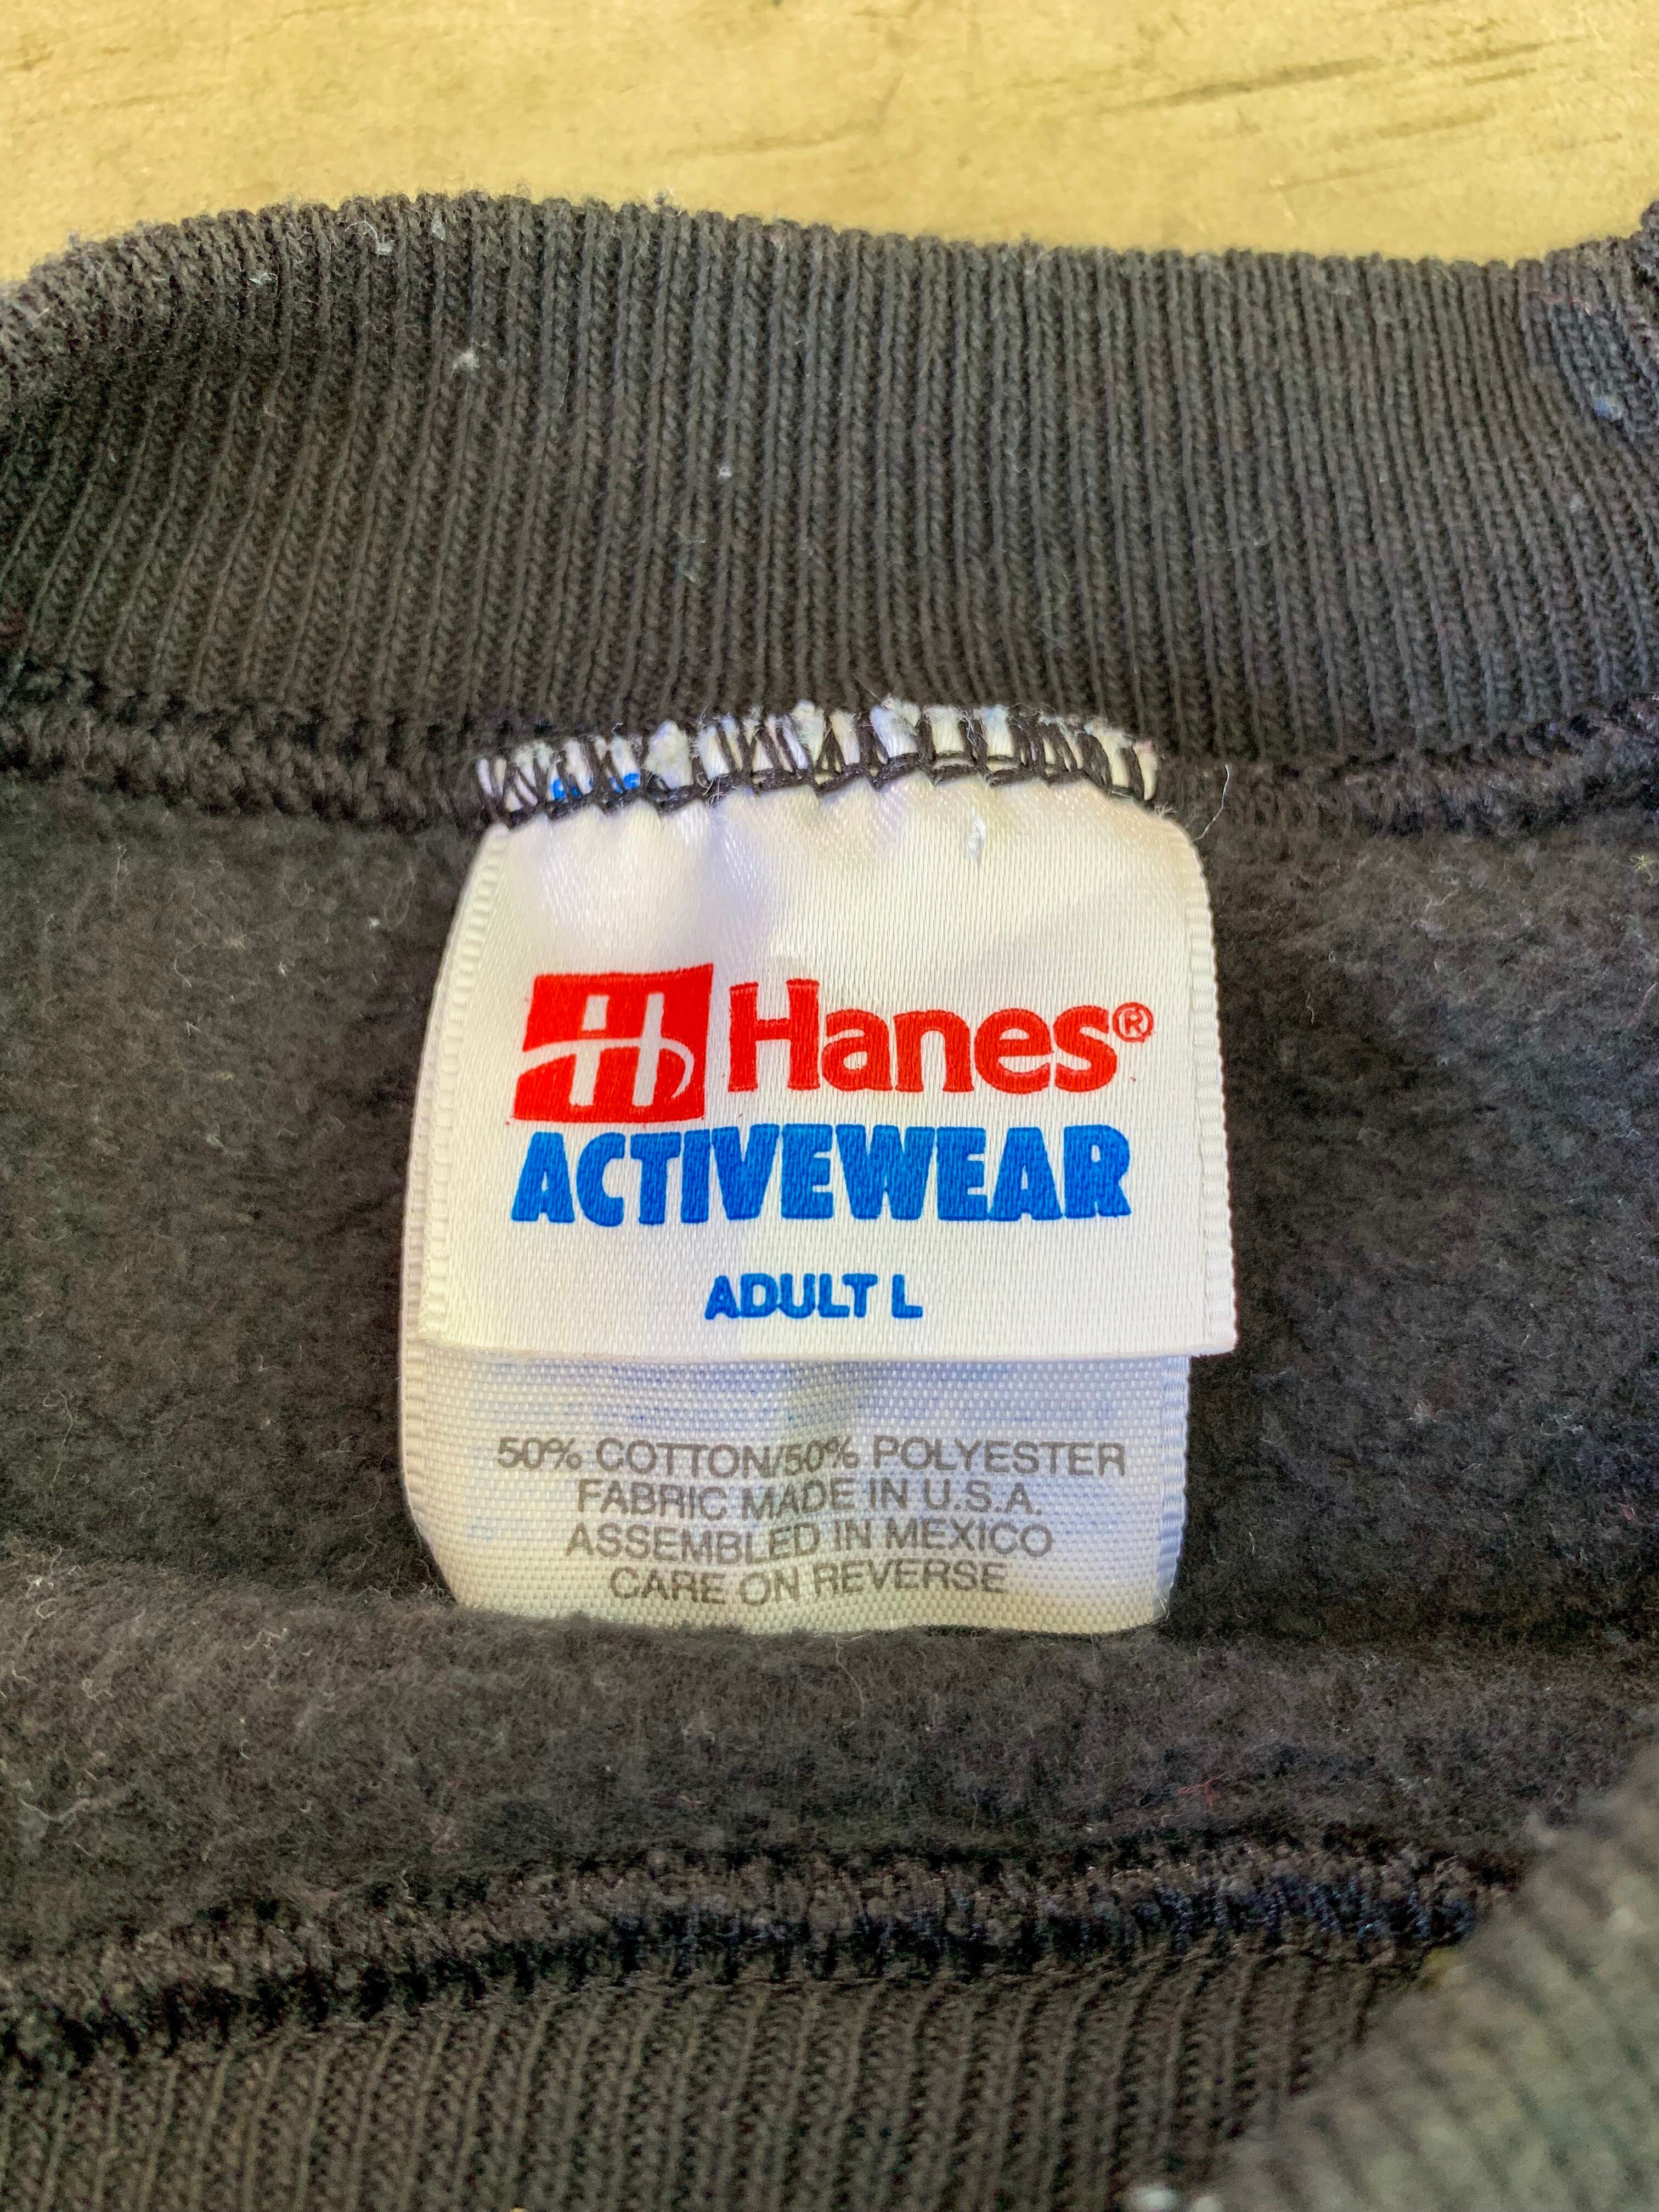 Hanes®
ACTIVEWEAR
ADULT L
50% COTTON/50% POLYESTER
FABRIC MADE IN U.S.A.
ASSEMBLED IN MEXICO
CARE ON REVERSE